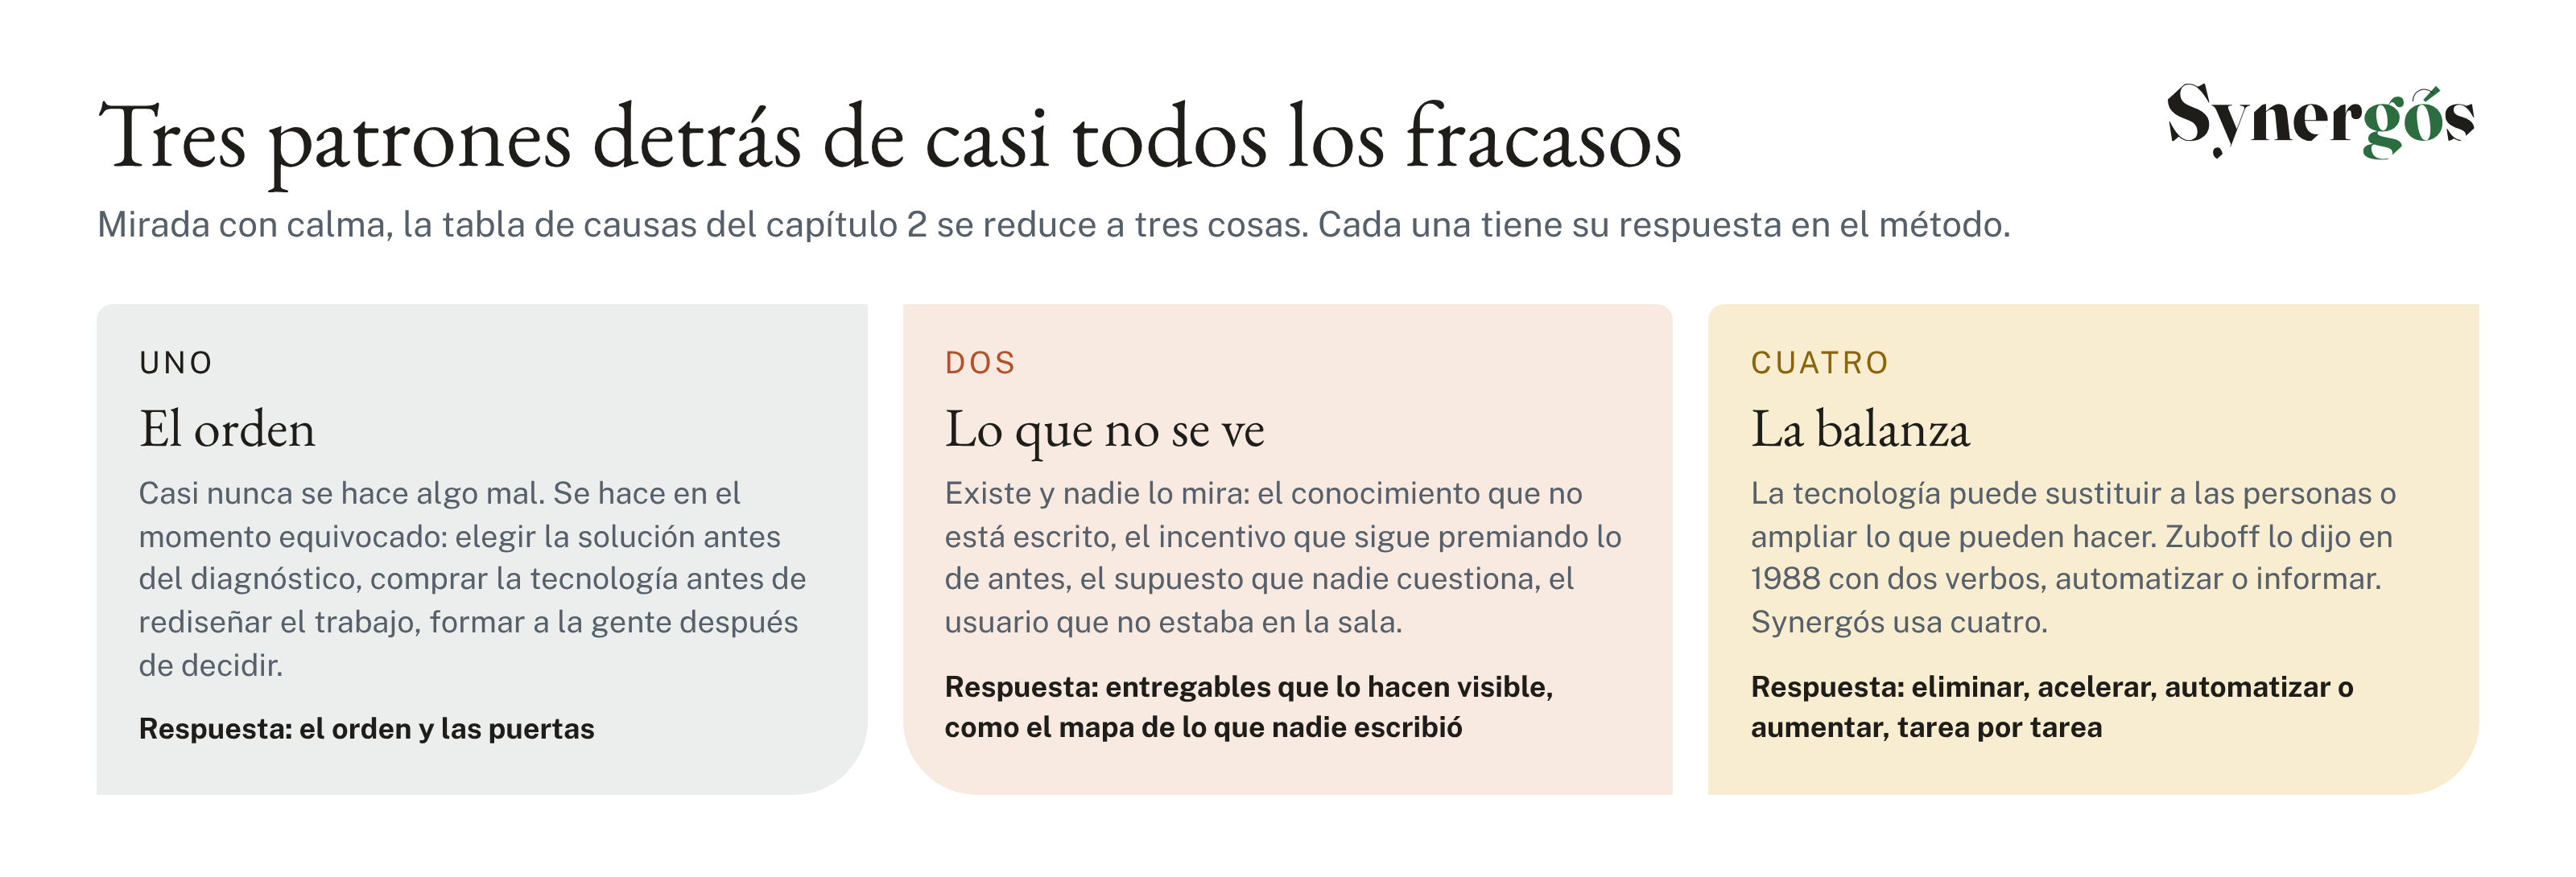 Tres patrones detrás de casi todos los fracasos
Synergós
Mirada con calma, la tabla de causas del capítulo 2 se reduce a tres cosas. Cada una tiene su respuesta en el método.
UNO
El orden
Casi nunca se hace algo mal. Se hace en el
momento equivocado: elegir la solución antes
del diagnóstico, comprar la tecnología antes de
rediseñar el trabajo, formar a la gente después
de decidir.
Respuesta: el orden y las puertas
DOS
Lo que no se ve
Existe y nadie lo mira: el conocimiento que no
está escrito, el incentivo que sigue premiando lo
de antes, el supuesto que nadie cuestiona, el
usuario que no estaba en la sala.
Respuesta: entregables que lo hacen visible,
como el mapa de lo que nadie escribió
CUATRO
La balanza
La tecnología puede sustituir a las personas o
ampliar lo que pueden hacer. Zuboff lo dijo en
1988 con dos verbos, automatizar o informar.
Synergós usa cuatro.
Respuesta: eliminar, acelerar, automatizar o
aumentar, tarea por tarea